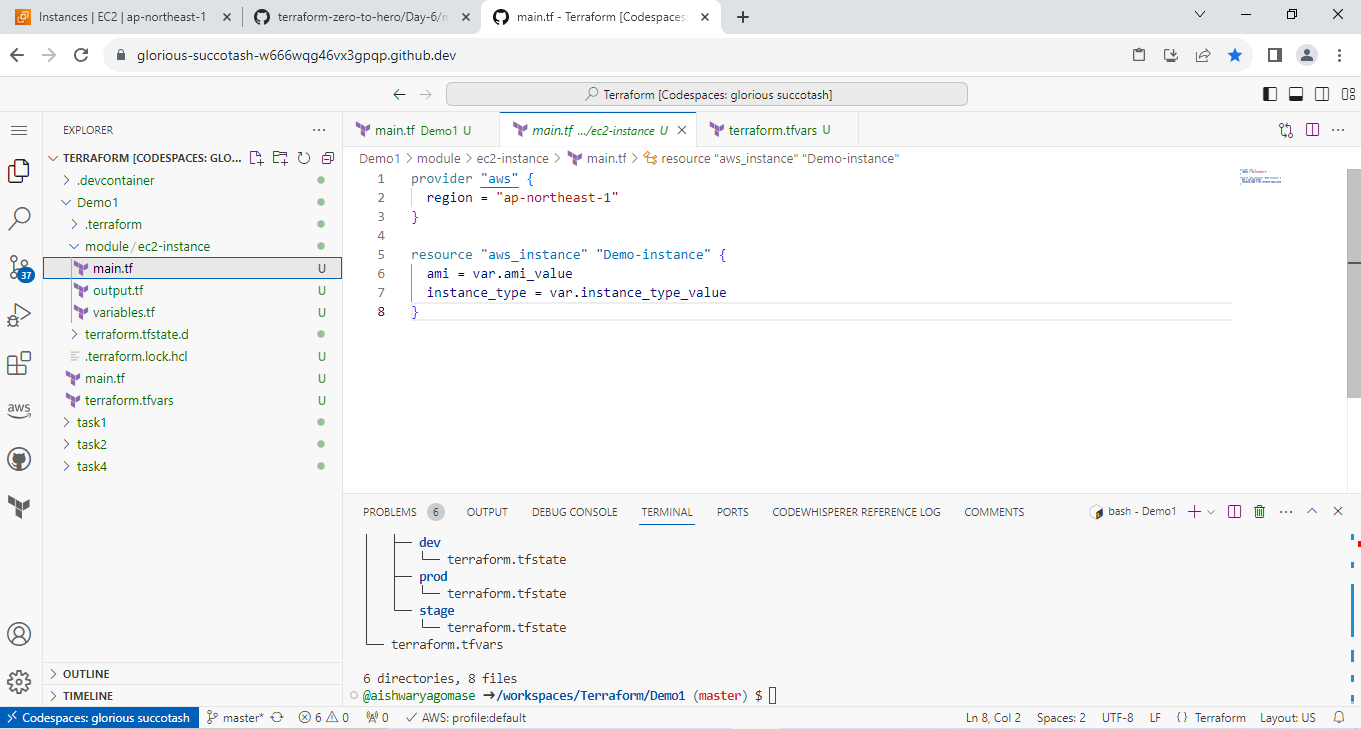 Instances | EC2 | ap-northeast-1
terraform-zero-to-hero/Day-6/m
main.tf - Terraform [Codespaces:
glorious-succotash-w666wqg46vx3gpqp.github.dev
Terraform [Codespaces: glorious succotash]
EXPLORER
TERRAFORM [CODESPACES: GLO...
.devcontainer
Demo1
.terraform
module / ec2-instance
main.tf U
output.tf U
variables.tf U
terraform.tfstate.d
.terraform.lock.hcl U
main.tf U
terraform.tfvars U
task1
task2
task4
OUTLINE
TIMELINE
37
aws
main.tf Demo1 U
main.tf .../ec2-instance U
terraform.tfvars U
Demo1 > module > ec2-instance > main.tf > resource "aws_instance" "Demo-instance"
1 provider "aws" {
2 region = "ap-northeast-1"
3 }
4
5 resource "aws_instance" "Demo-instance" {
6 ami = var.ami_value
7 instance_type = var.instance_type_value
8 }
PROBLEMS 6 OUTPUT DEBUG CONSOLE TERMINAL PORTS CODEWHISPERER REFERENCE LOG COMMENTS
bash - Demo1
dev
terraform.tfstate
prod
terraform.tfstate
stage
terraform.tfstate
terraform.tfvars
6 directories, 8 files
@aishwaryagomase ➜/workspaces/Terraform/Demo1 (master) $
Codespaces: glorious succotash master* 6 0 0 AWS: profile:default
Ln 8, Col 2 Spaces: 2 UTF-8 LF {} Terraform Layout: US